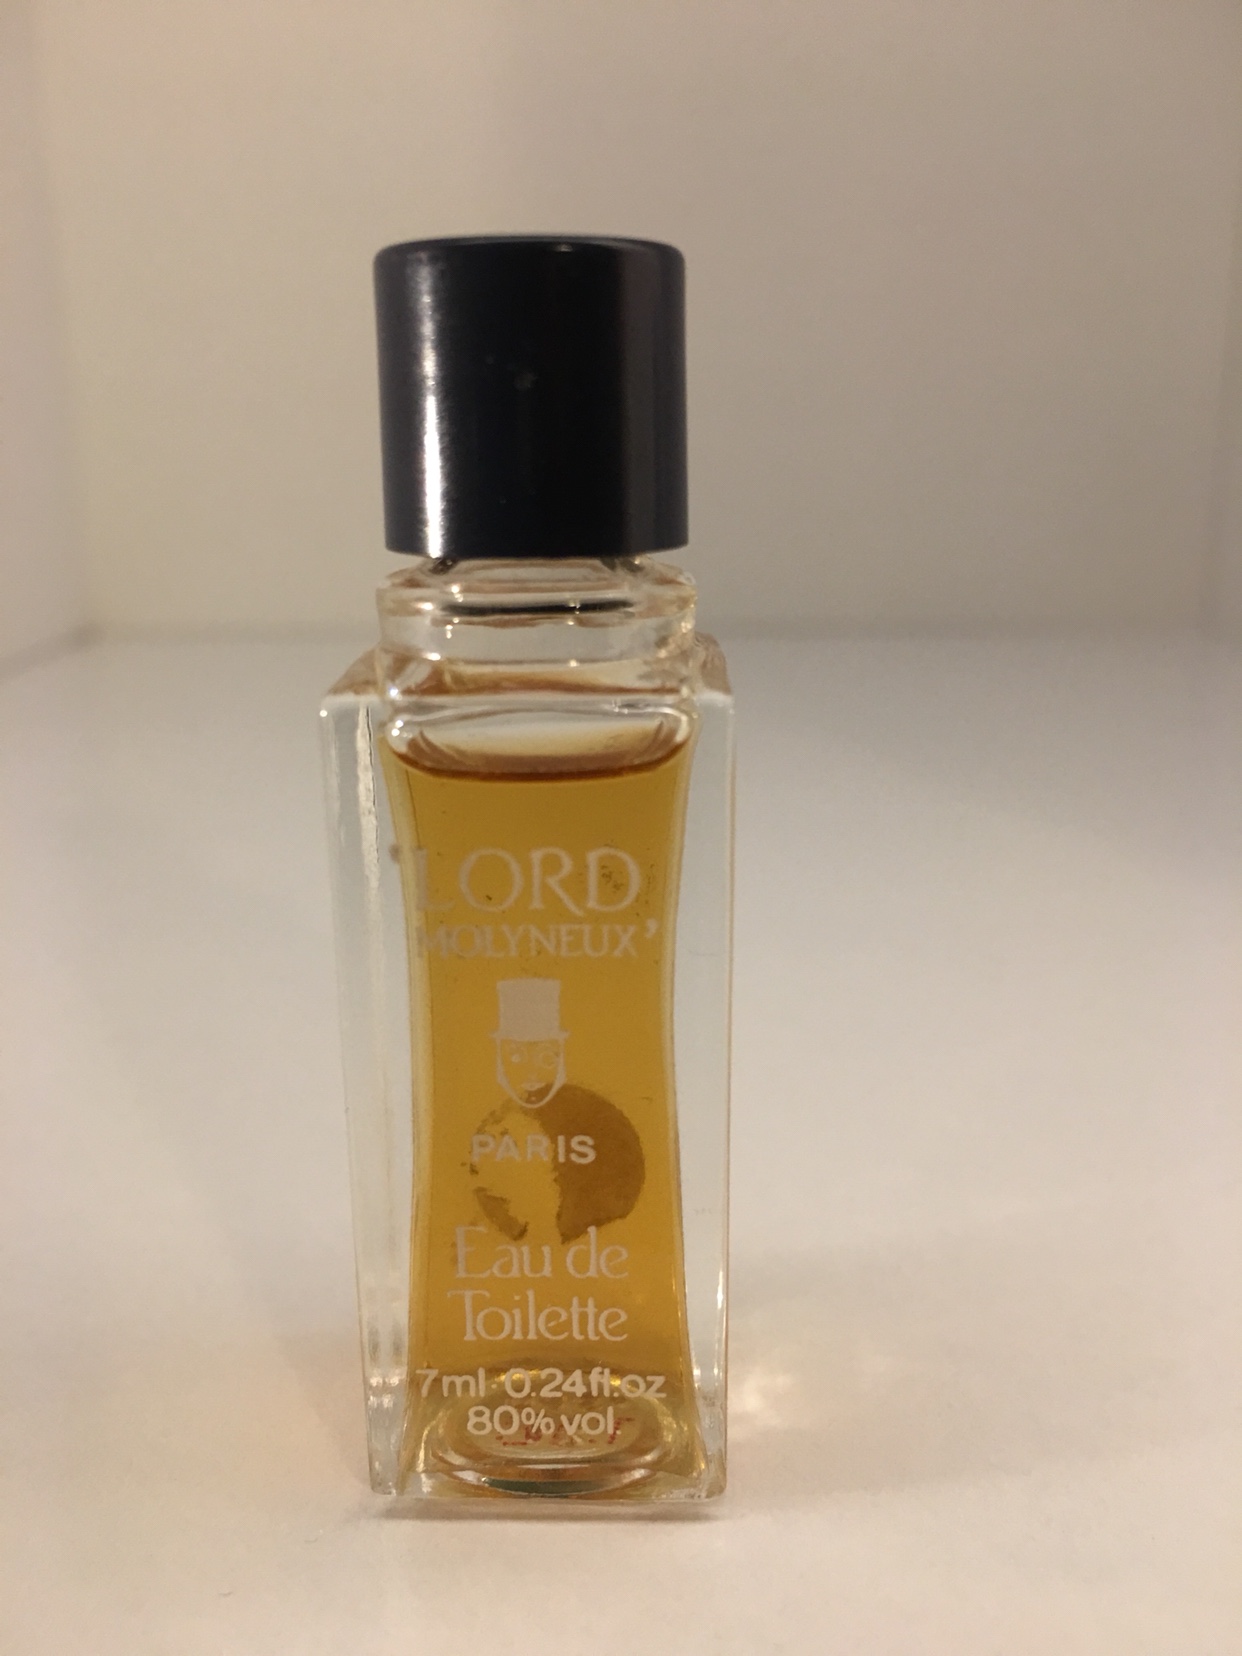 'LORD
MOLYNEUX'
PARIS
Eau de
Toilette
7ml·0.24fl.oz
80% vol